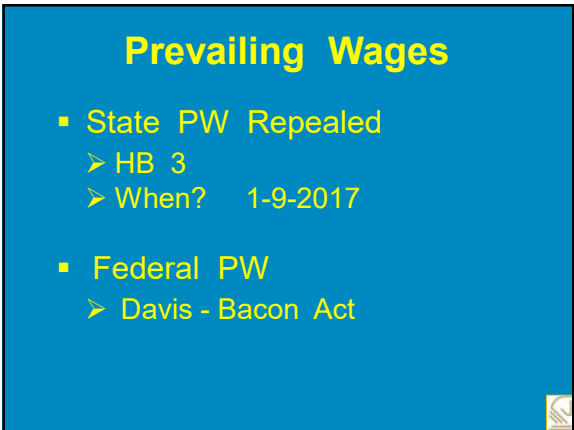 Prevailing Wages
▪ State PW Repealed
➢ HB 3
➢ When? 1-9-2017
▪ Federal PW
➢ Davis - Bacon Act